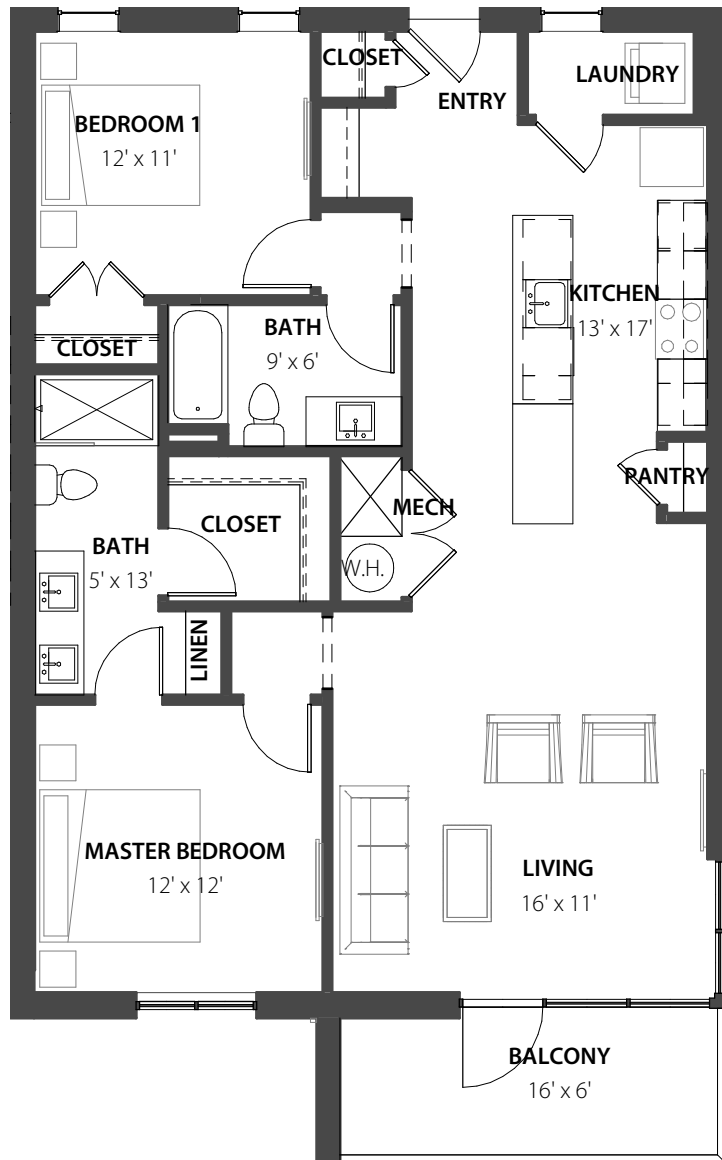 CLOSET
ENTRY
LAUNDRY
BEDROOM 1
12' x 11'
KITCHEN
13' x 17'
BATH
9' x 6'
CLOSET
PANTRY
MECH
CLOSET
BATH
5' x 13'
W.H.
LINEN
MASTER BEDROOM
12' x 12'
LIVING
16' x 11'
BALCONY
16' x 6'